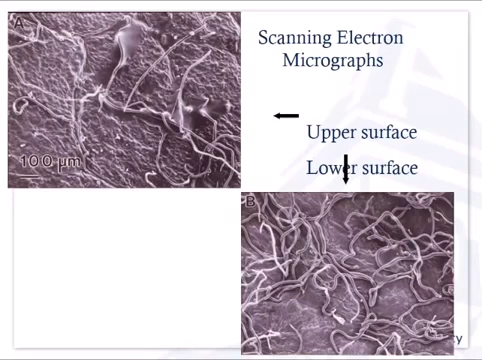 A
Scanning Electron
Micrographs
Upper surface
100 μm
Lower surface
B